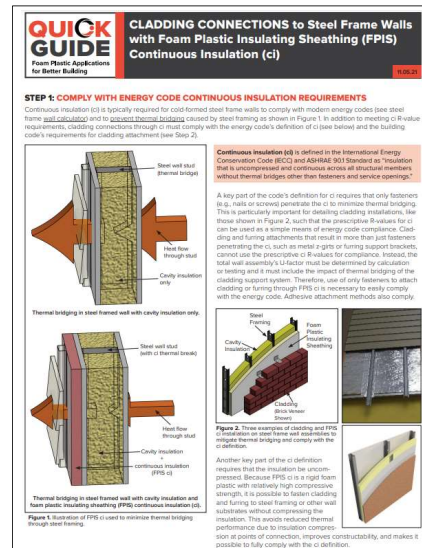 QUICK
GUIDE
Foam Plastic Applications
for Better Building
CLADDING CONNECTIONS to Steel Frame Walls
with Foam Plastic Insulating Sheathing (FPIS)
Continuous Insulation (ci)
11.05.21
STEP 1: COMPLY WITH ENERGY CODE CONTINUOUS INSULATION REQUIREMENTS
Continuous insulation (ci) is typically required for cold-formed steel frame walls to comply with modern energy codes (see steel
frame wall calculator) and to prevent thermal bridging caused by steel framing as shown in Figure 1. In addition to meeting ci R-value
requirements, cladding connections through ci must comply with the energy code's definition of ci (see below) and the building
code's requirements for cladding attachment (see Step 2).
Steel wall stud
(thermal bridge)
Heat flow
through stud
Cavity insulation
only
Thermal bridging in steel framed wall with cavity insulation only.
Steel wall stud
(with ci thermal break)
Heat flow
through stud
Cavity insulation
+
continuous insulation
(FPIS ci)
Thermal bridging in steel framed wall with cavity insulation and
foam plastic insulating sheathing (FPIS) continuous insulation (ci).
Figure 1. Illustration of FPIS ci used to minimize thermal bridging
through steel framing.
Continuous insulation (ci) is defined in the International Energy
Conservation Code (IECC) and ASHRAE 90.1 Standard as "insulation
that is uncompressed and continuous across all structural members
without thermal bridges other than fasteners and service openings."
A key part of the code's definition for ci requires that only fasteners
(e.g., nails or screws) penetrate the ci to minimize thermal bridging.
This is particularly important for detailing cladding installations, like
those shown in Figure 2, such that the prescriptive R-values for ci
can be used as a simple means of energy code compliance. Clad-
ding and furring attachments that result in more than just fasteners
penetrating the ci, such as metal z-girts or furring support brackets,
cannot use the prescriptive ci R-values for compliance. Instead, the
total wall assembly's U-factor must be determined by calculation
or testing and it must include the impact of thermal bridging of the
cladding support system. Therefore, use of only fasteners to attach
cladding or furring through FPIS ci is necessary to easily comply
with the energy code. Adhesive attachment methods also comply.
Steel
Framing
Cavity
Insulation
Foam
Plastic
Insulating
Sheathing
Cladding
(Brick Veneer
Shown)
Figure 2. Three examples of cladding and FPIS
ci installation on steel frame wall assemblies to
mitigate thermal bridging and comply with the
ci definition.
Another key part of the ci definition
requires that the insulation be uncom-
pressed. Because FPIS ci is a rigid foam
plastic with relatively high compressive
strength, it is possible to fasten cladding
and furring to steel framing or other wall
substrates without compressing the
insulation. This avoids reduced thermal
performance due to insulation compres-
sion at points of connection, improves constructability, and makes it
possible to fully comply with the ci definition.